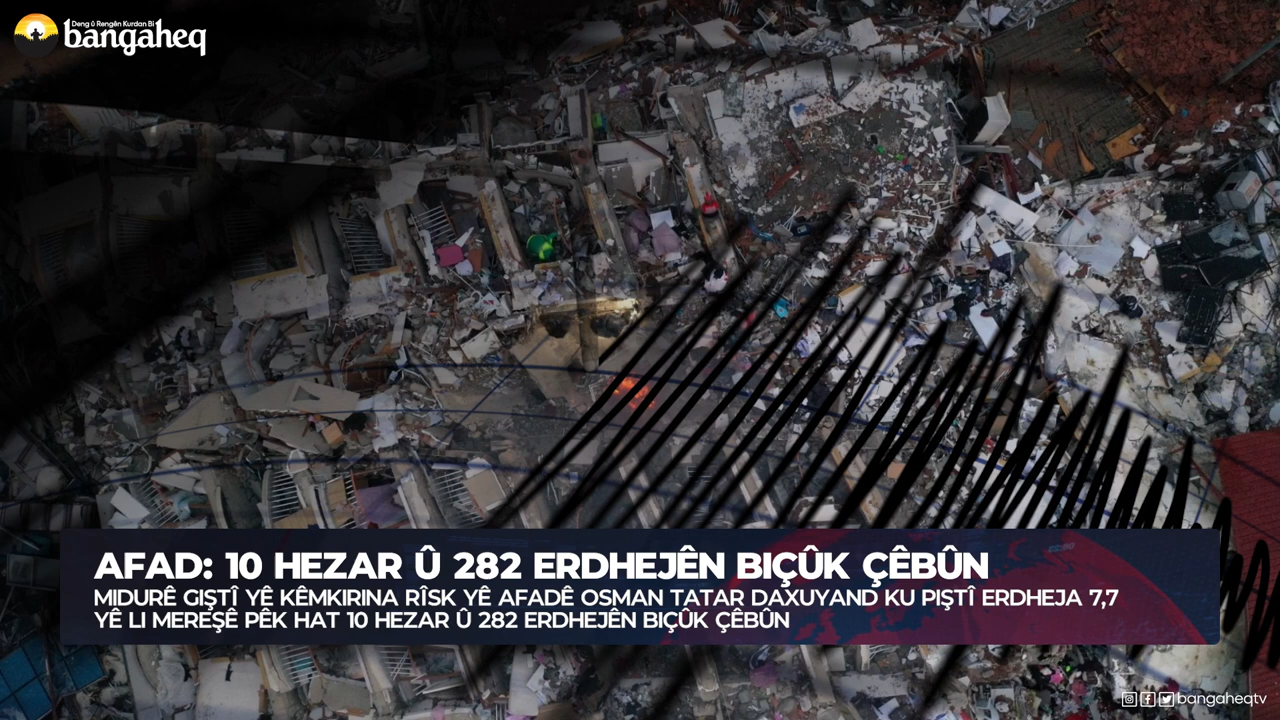 Deng û Rengên Kurdan Bi
bangaheq
AFAD: 10 HEZAR Û 282 ERDHEJÊN BIÇÛK ÇÊBÛN
MIDURÊ GIŞTÎ YÊ KÊMKIRINA RÎSK YÊ AFADÊ OSMAN TATAR DAXUYAND KU PIŞTÎ ERDHEJA 7,7
YÊ LI MEREŞÊ PÊK HAT 10 HEZAR Û 282 ERDHEJÊN BIÇÛK ÇÊBÛN
bangaheqtv